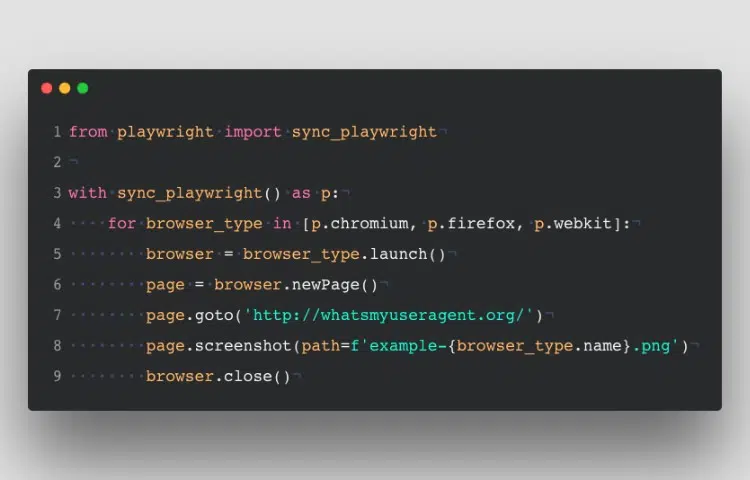 1 from playwright import sync_playwright
2
3 with sync_playwright() as p:
4     for browser_type in [p.chromium, p.firefox, p.webkit]:
5         browser = browser_type.launch()
6         page = browser.newPage()
7         page.goto('http://whatsmyuseragent.org/')
8         page.screenshot(path=f'example-{browser_type.name}.png')
9         browser.close()